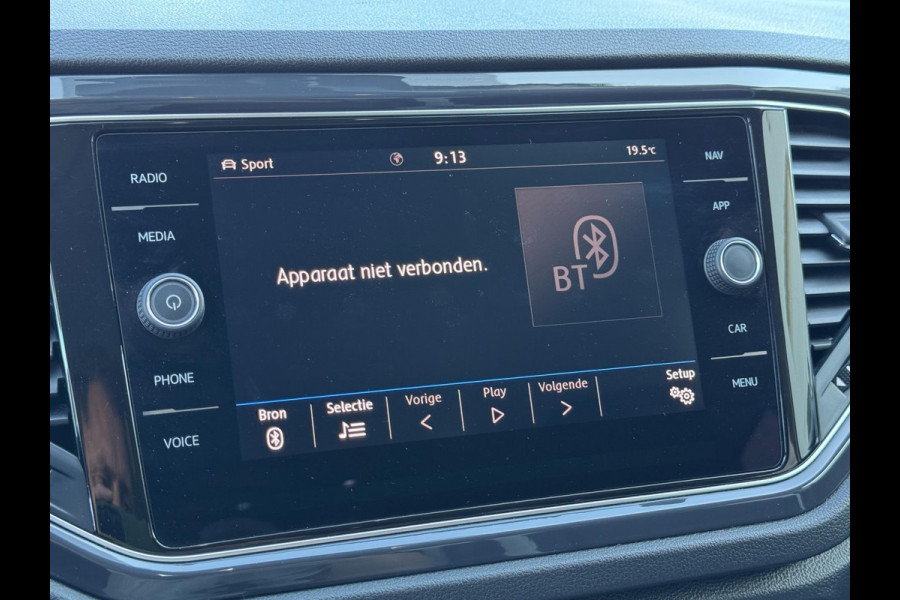 RADIO
MEDIA
PHONE
VOICE
Sport 9:13 19.5°C
Apparaat niet verbonden.
BT
Bron Selectie Vorige Play Volgende Setup
NAV
APP
CAR
MENU